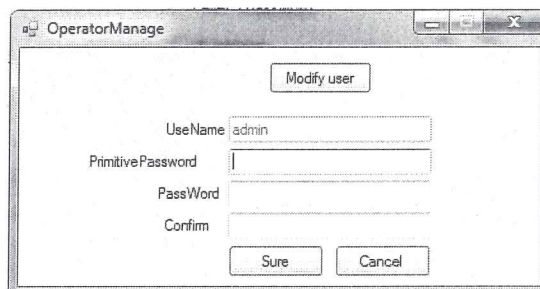 OperatorManage
Modify user
UseName admin
PrimitivePassword
PassWord
Confirm
Sure Cancel